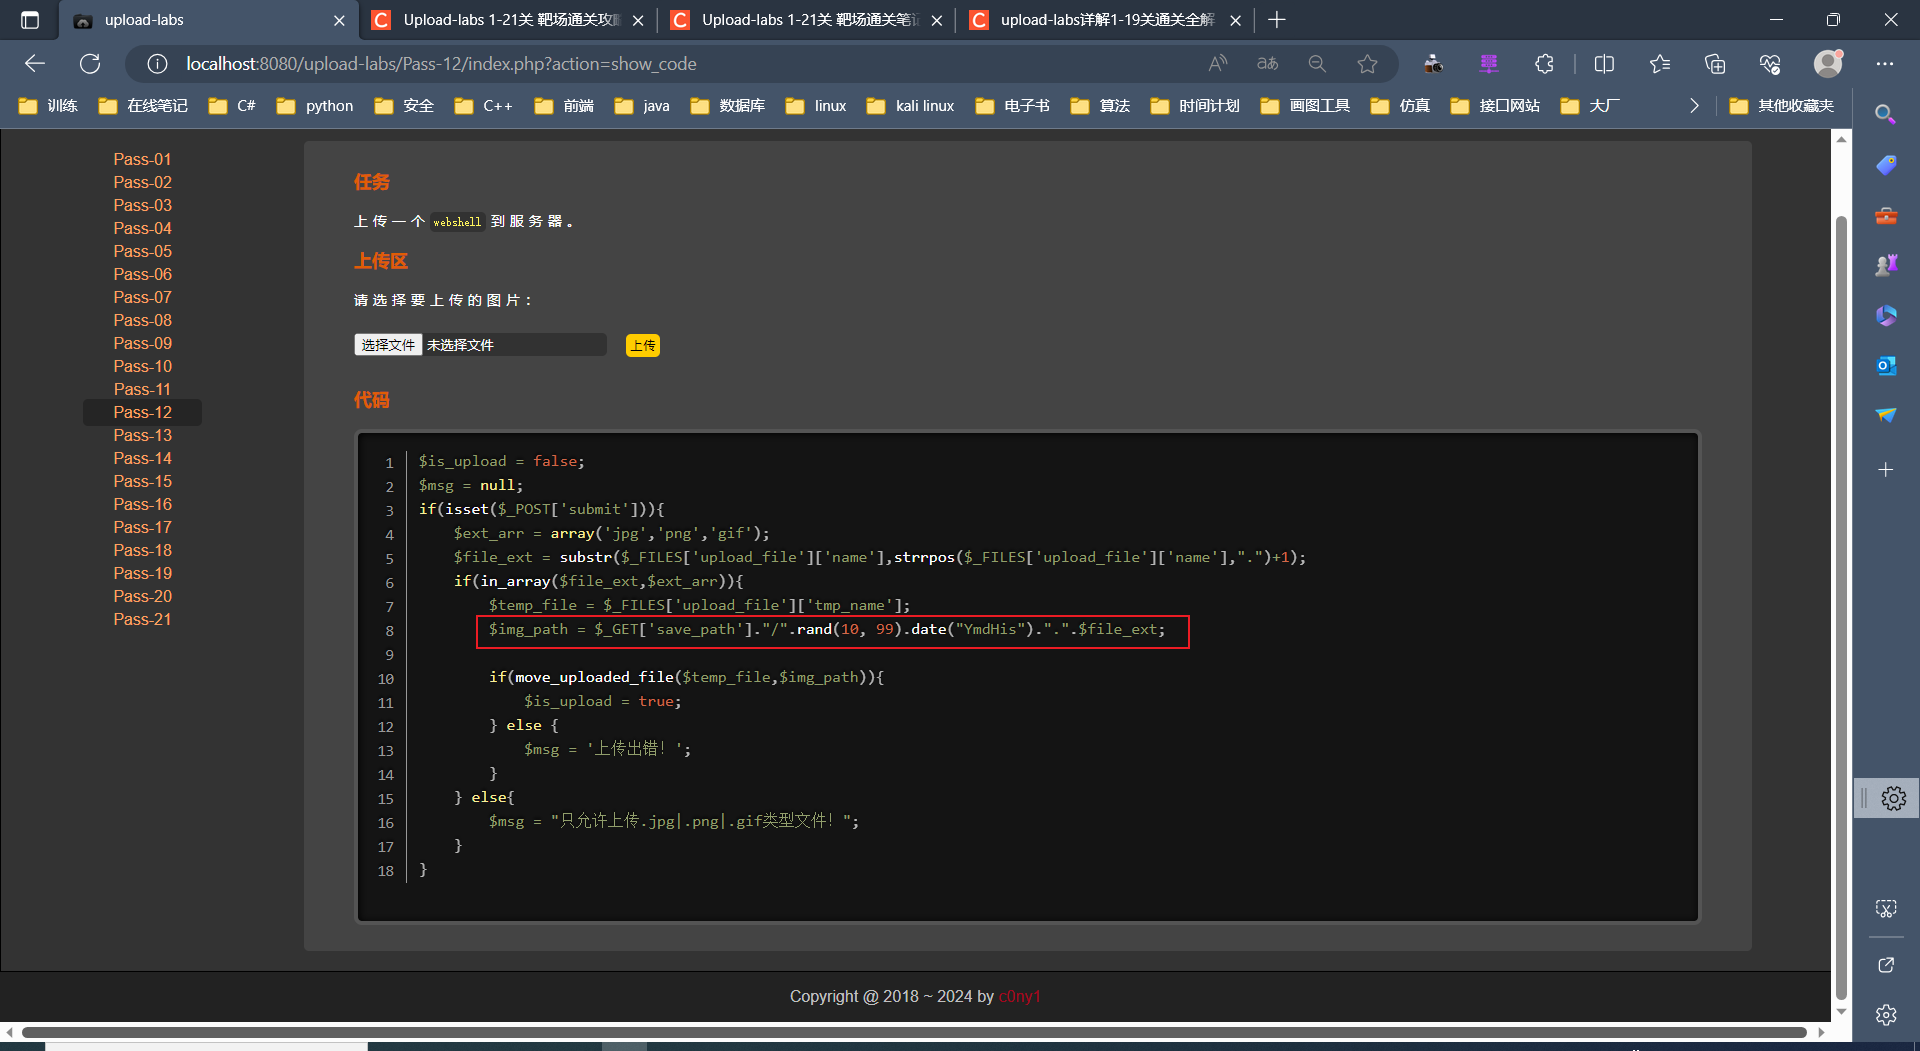 upload-labs
Upload-labs 1-21关 靶场通关攻略
Upload-labs 1-21关 靶场通关笔记
upload-labs详解1-19关通关全解
localhost:8080/upload-labs/Pass-12/index.php?action=show_code
训练 在线笔记 C# python 安全 C++ 前端 java 数据库 linux kali linux 电子书 算法 时间计划 画图工具 仿真 接口网站 大厂 其他收藏夹
Pass-01
Pass-02
Pass-03
Pass-04
Pass-05
Pass-06
Pass-07
Pass-08
Pass-09
Pass-10
Pass-11
Pass-12
Pass-13
Pass-14
Pass-15
Pass-16
Pass-17
Pass-18
Pass-19
Pass-20
Pass-21
任务
上传一个 webshell 到服务器。
上传区
请选择要上传的图片：
选择文件 未选择文件 上传
代码
1 $is_upload = false;
2 $msg = null;
3 if(isset($_POST['submit'])){
4 $ext_arr = array('jpg','png','gif');
5 $file_ext = substr($_FILES['upload_file']['name'],strrpos($_FILES['upload_file']['name'],".")+1);
6 if(in_array($file_ext,$ext_arr)){
7 $temp_file = $_FILES['upload_file']['tmp_name'];
8 $img_path = $_GET['save_path']."/".rand(10, 99).date("YmdHis").".".$file_ext;
9
10 if(move_uploaded_file($temp_file,$img_path)){
11 $is_upload = true;
12 } else {
13 $msg = '上传出错！';
14 }
15 } else{
16 $msg = "只允许上传.jpg|.png|.gif类型文件！";
17 }
18 }
Copyright @ 2018 ~ 2024 by c0ny1